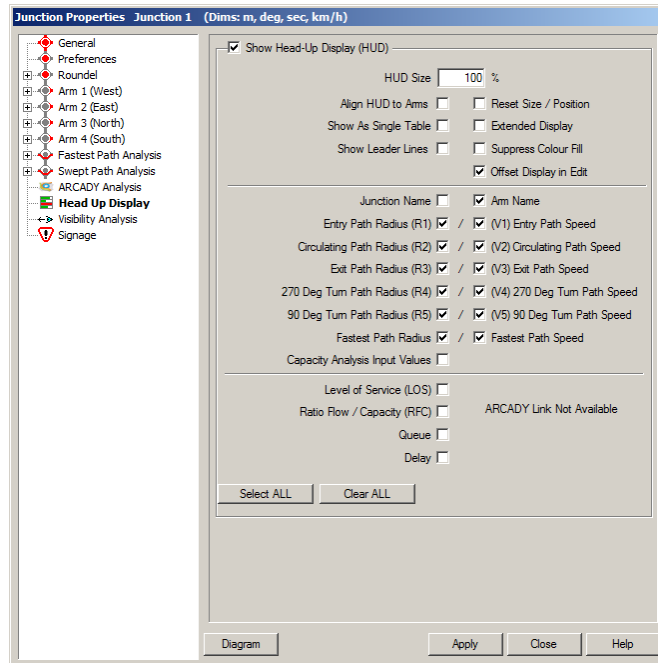 Junction Properties Junction 1 (Dims: m, deg, sec, km/h)
General
Preferences
Roundel
Arm 1 (West)
Arm 2 (East)
Arm 3 (North)
Arm 4 (South)
Fastest Path Analysis
Swept Path Analysis
ARCADY Analysis
Head Up Display
Visibility Analysis
Signage
Show Head-Up Display (HUD)
HUD Size 100 %
Align HUD to Arms Reset Size / Position
Show As Single Table Extended Display
Show Leader Lines Suppress Colour Fill
Offset Display in Edit
Junction Name Arm Name
Entry Path Radius (R1) / (V1) Entry Path Speed
Circulating Path Radius (R2) / (V2) Circulating Path Speed
Exit Path Radius (R3) / (V3) Exit Path Speed
270 Deg Turn Path Radius (R4) / (V4) 270 Deg Turn Path Speed
90 Deg Turn Path Radius (R5) / (V5) 90 Deg Turn Path Speed
Fastest Path Radius / Fastest Path Speed
Capacity Analysis Input Values
Level of Service (LOS)
Ratio Flow / Capacity (RFC) ARCADY Link Not Available
Queue
Delay
Select ALL Clear ALL
Diagram Apply Close Help